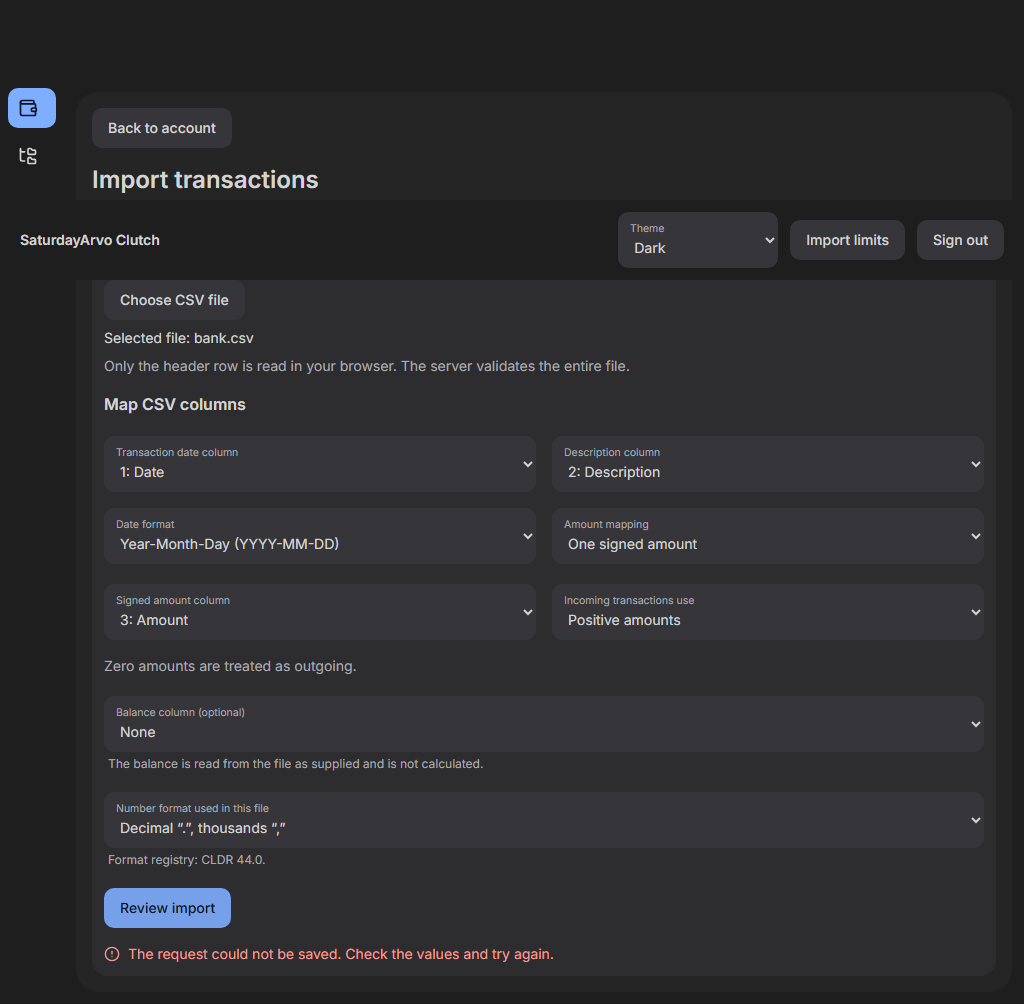 Back to account
Import transactions
SaturdayArvo Clutch
Theme
Dark
Import limits
Sign out
Choose CSV file
Selected file: bank.csv
Only the header row is read in your browser. The server validates the entire file.
Map CSV columns
Transaction date column
1: Date
Description column
2: Description
Date format
Year-Month-Day (YYYY-MM-DD)
Amount mapping
One signed amount
Signed amount column
3: Amount
Incoming transactions use
Positive amounts
Zero amounts are treated as outgoing.
Balance column (optional)
None
The balance is read from the file as supplied and is not calculated.
Number format used in this file
Decimal “.”, thousands “,”
Format registry: CLDR 44.0.
Review import
The request could not be saved. Check the values and try again.